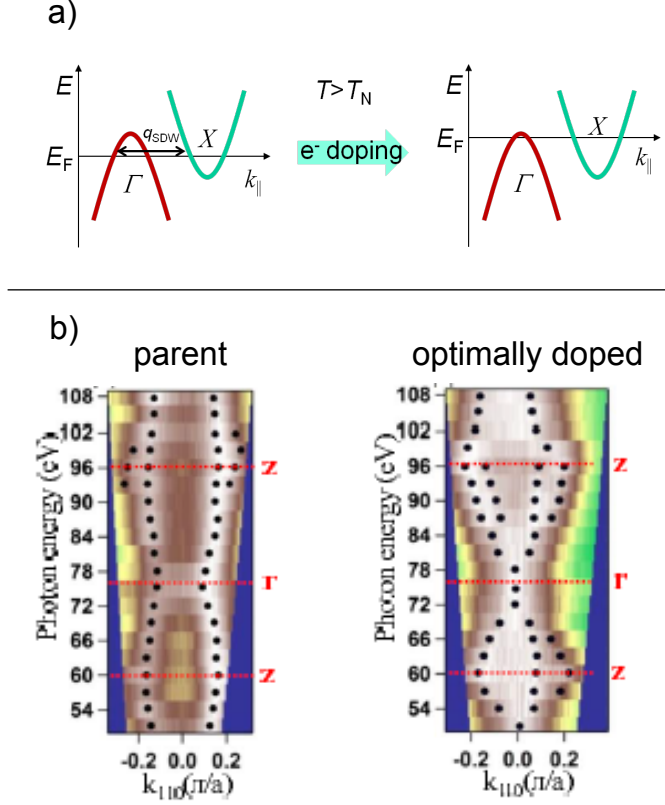 a)
E
E_F
q_SDW
X
Γ
k_||
T>T_N
e⁻ doping
E
E_F
X
Γ
k_||
b)
parent
optimally doped
Photon energy (eV)
108
102
96
90
84
78
72
66
60
54
z
Γ
z
-0.2 0.0 0.2
k_110(π/a)
Photon energy (eV)
108
102
96
90
84
78
72
66
60
54
z
Γ
z
-0.2 0.0 0.2
k_110(π/a)